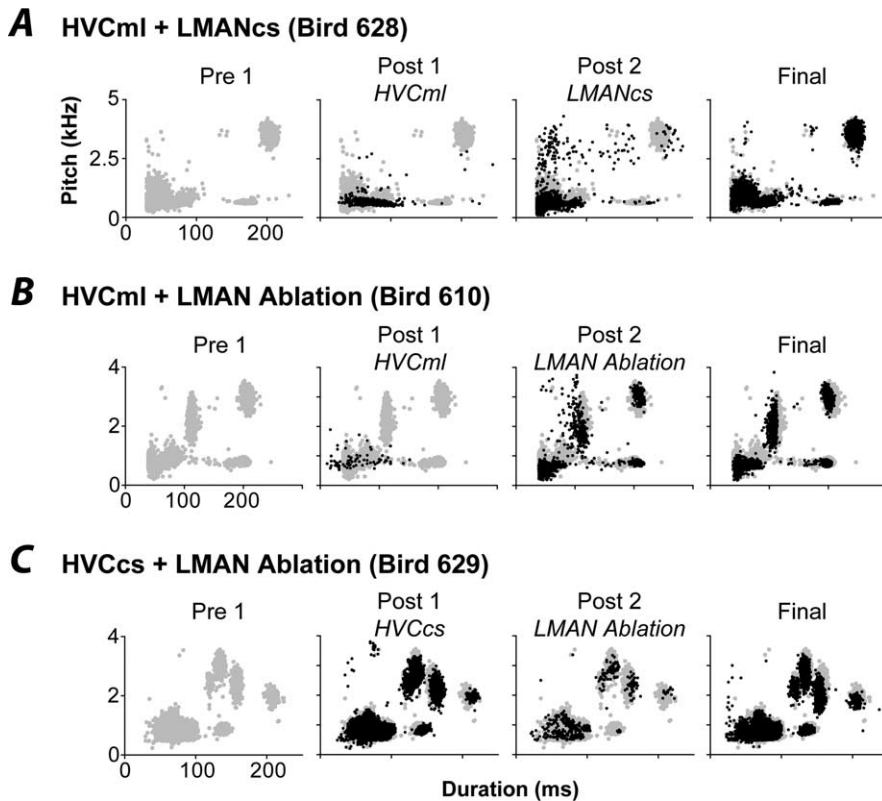 A HVCml + LMANcs (Bird 628)
Pre 1
Post 1
HVCml
Post 2
LMANcs
Final
Pitch (kHz)
5
2.5
0
0 100 200
B HVCml + LMAN Ablation (Bird 610)
Pre 1
Post 1
HVCml
Post 2
LMAN Ablation
Final
4
2
0
0 100 200
C HVCcs + LMAN Ablation (Bird 629)
Pre 1
Post 1
HVCcs
Post 2
LMAN Ablation
Final
4
2
0
0 100 200
Duration (ms)